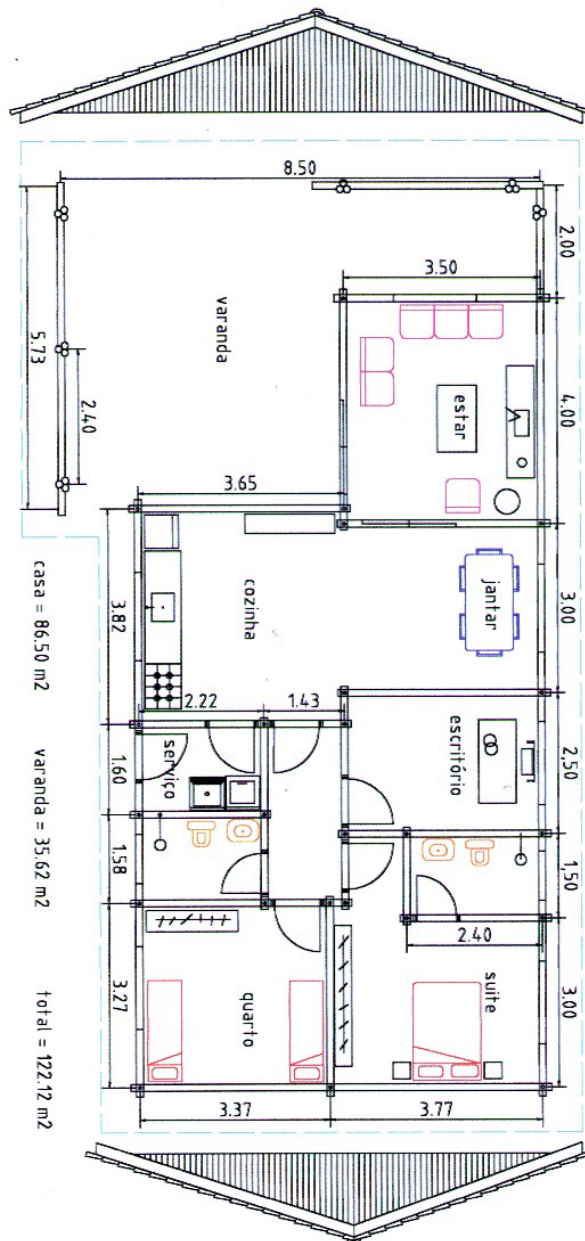 8.50
2.00
3.50
varanda
5.73
2.40
4.00
estar
3.65
3.82
cozinha
3.00
jantar
2.22
1.43
serviço
1.60
2,50
escritório
1.58
1,50
2.40
3.27
quarto
suite
3.00
3.37
3.77
casa = 86.50 m2
varanda = 35.62 m2
total = 122.12 m2